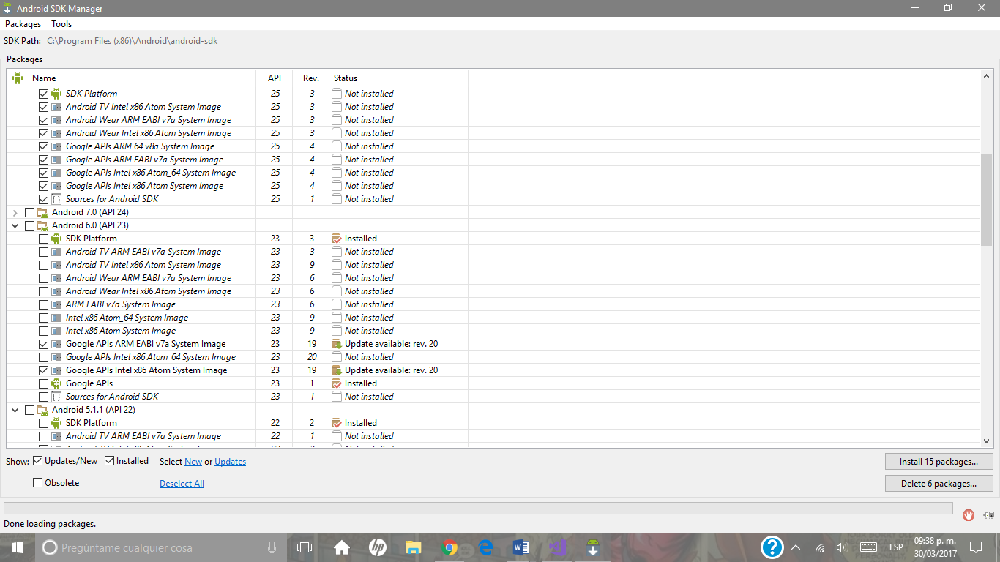 Android SDK Manager
Packages Tools
SDK Path: C:\Program Files (x86)\Android\android-sdk
Packages
Name API Rev. Status
SDK Platform 25 3 Not installed
Android TV Intel x86 Atom System Image 25 3 Not installed
Android Wear ARM EABI v7a System Image 25 3 Not installed
Android Wear Intel x86 Atom System Image 25 3 Not installed
Google APIs ARM 64 v8a System Image 25 4 Not installed
Google APIs ARM EABI v7a System Image 25 4 Not installed
Google APIs Intel x86 Atom_64 System Image 25 4 Not installed
Google APIs Intel x86 Atom System Image 25 4 Not installed
Sources for Android SDK 25 1 Not installed
Android 7.0 (API 24)
Android 6.0 (API 23)
SDK Platform 23 3 Installed
Android TV ARM EABI v7a System Image 23 3 Not installed
Android TV Intel x86 Atom System Image 23 9 Not installed
Android Wear ARM EABI v7a System Image 23 6 Not installed
Android Wear Intel x86 Atom System Image 23 6 Not installed
ARM EABI v7a System Image 23 6 Not installed
Intel x86 Atom_64 System Image 23 9 Not installed
Intel x86 Atom System Image 23 9 Not installed
Google APIs ARM EABI v7a System Image 23 19 Update available: rev. 20
Google APIs Intel x86 Atom_64 System Image 23 20 Not installed
Google APIs Intel x86 Atom System Image 23 19 Update available: rev. 20
Google APIs 23 1 Installed
Sources for Android SDK 23 1 Not installed
Android 5.1.1 (API 22)
SDK Platform 22 2 Installed
Android TV ARM EABI v7a System Image 22 1 Not installed
Show: Updates/New Installed Select New or Updates Install 15 packages...
Obsolete Deselect All Delete 6 packages...
Done loading packages.
Pregúntame cualquier cosa
hp
ESP
09:38 p. m.
30/03/2017